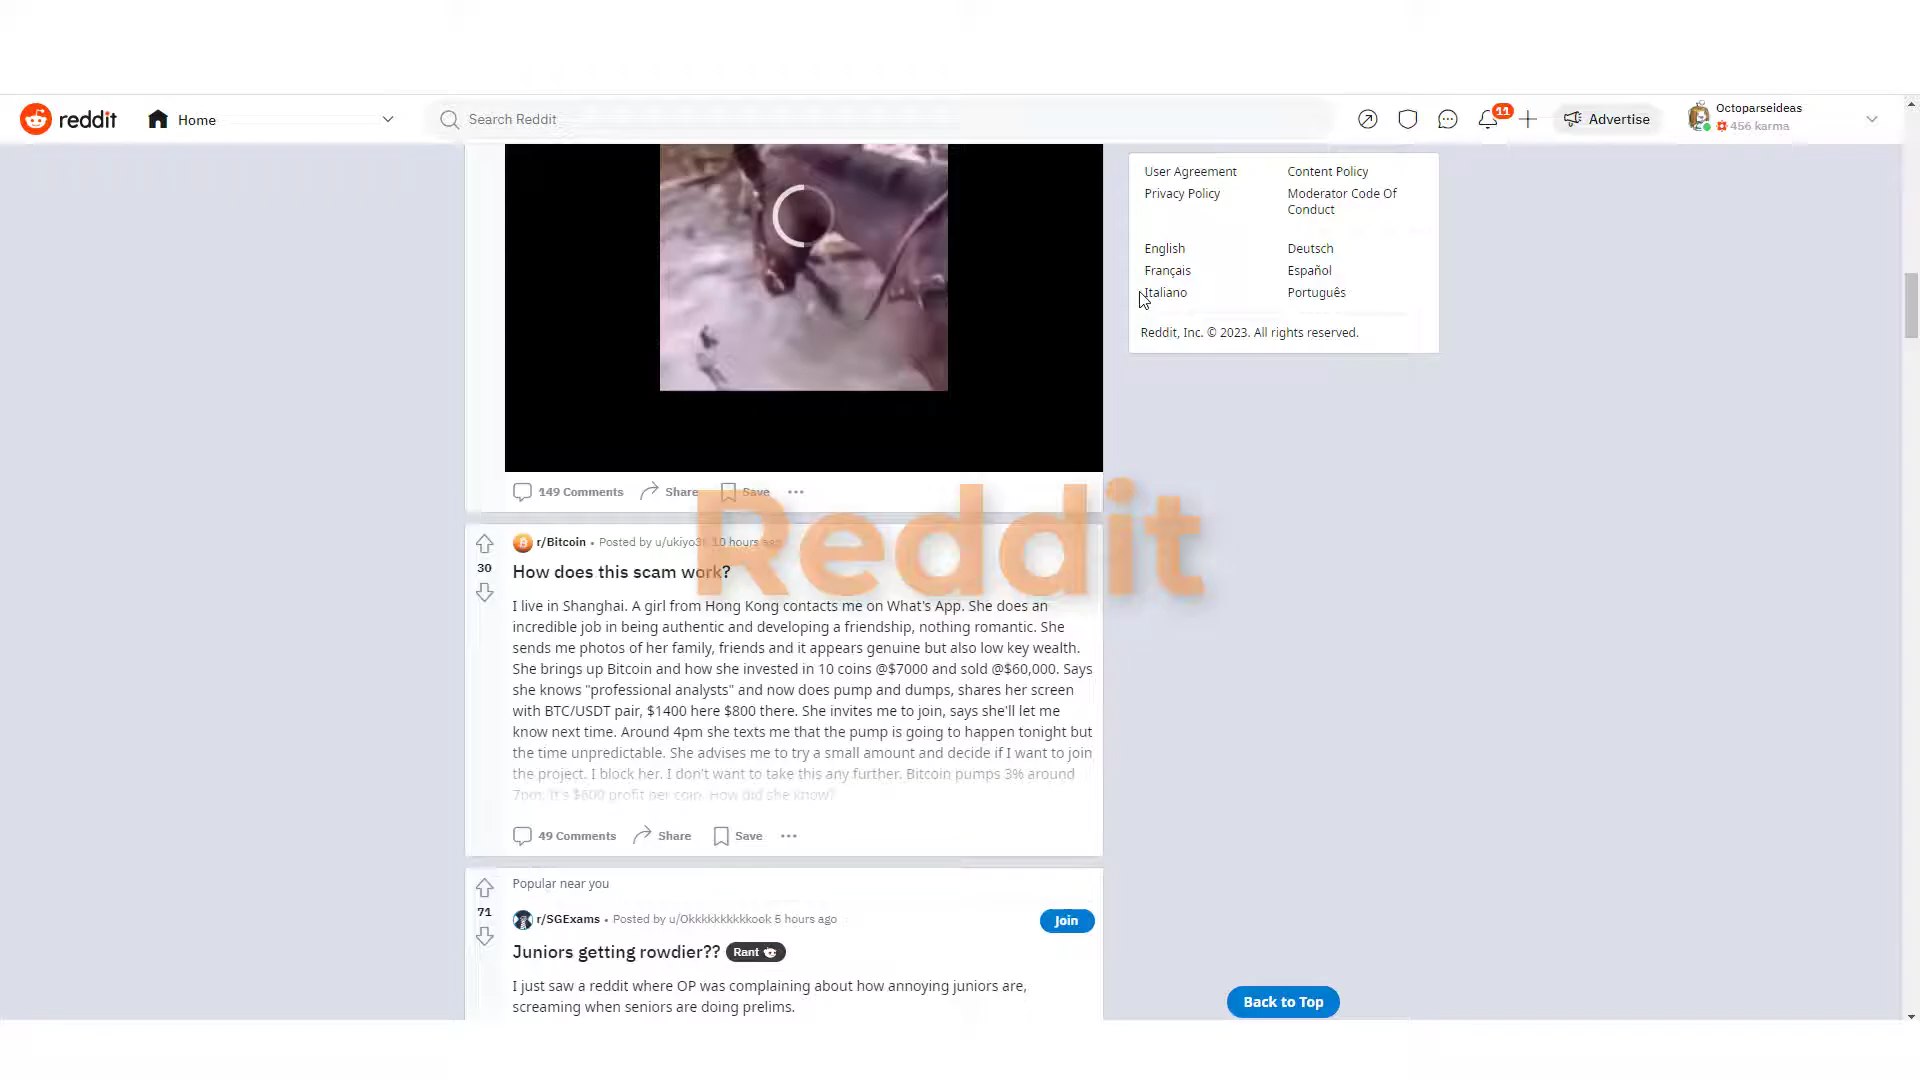 reddit
Home
Search Reddit
11
Advertise
Octoparseideas
456 karma
User Agreement
Content Policy
Privacy Policy
Moderator Code Of
Conduct
English
Deutsch
Français
Español
Italiano
Português
Reddit, Inc. © 2023. All rights reserved.
149 Comments
Share
Save
Reddit
30
r/Bitcoin • Posted by 10 hours ago
How does this scam work?
I live in Shanghai. A girl from Hong Kong contacts me on What's App. She does an
incredible job in being authentic and developing a friendship, nothing romantic. She
sends me photos of her family, friends and it appears genuine but also low key wealth.
She brings up Bitcoin and how she invested in 10 coins @$7000 and sold @$60,000. Says
she knows "professional analysts" and now does pump and dumps, shares her screen
with BTC/USDT pair, $1400 here $800 there. She invites me to join, says she'll let me
know next time. Around 4pm she texts me that the pump is going to happen tonight but
the time unpredictable. She advises me to try a small amount and decide if I want to join
the project. I block her. I don't want to take this any further. Bitcoin pumps 3% around
7pm. It's $600 profit per coin. How did she know?
49 Comments
Share
Save
Popular near you
71
r/SGExams • Posted by 5 hours ago
Join
Juniors getting rowdier?? Rant
I just saw a reddit where OP was complaining about how annoying juniors are,
screaming when seniors are doing prelims.
Back to Top